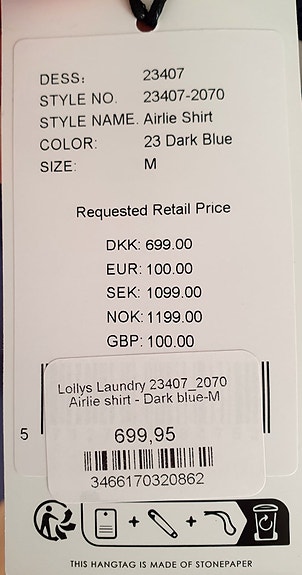 DESS: 23407
STYLE NO. 23407-2070
STYLE NAME. Airlie Shirt
COLOR: 23 Dark Blue
SIZE: M
Requested Retail Price
DKK: 699.00
EUR: 100.00
SEK: 1099.00
NOK: 1199.00
GBP: 100.00
Lollys Laundry 23407_2070
Airlie shirt - Dark blue-M
5
699,95
3466170320862
THIS HANGTAG IS MADE OF STONEPAPER